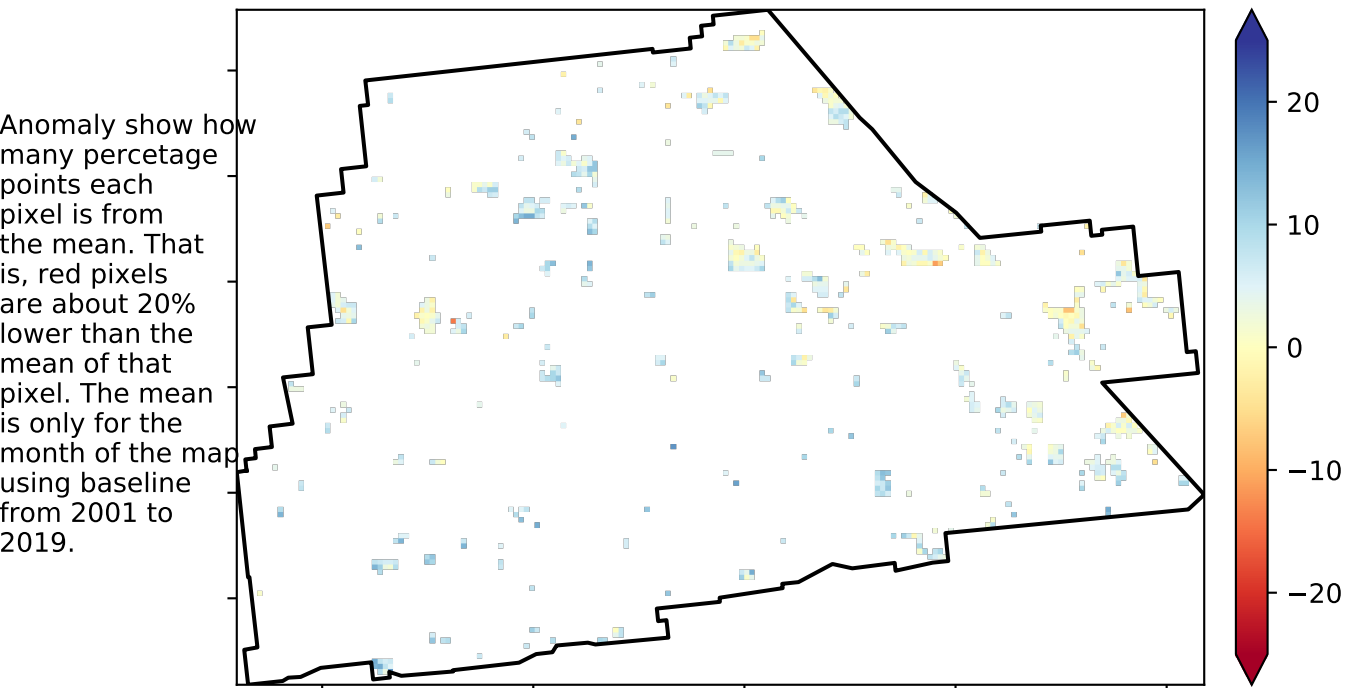 Anomaly show how
many percetage
points each
pixel is from
the mean. That
is, red pixels
are about 20%
lower than the
mean of that
pixel. The mean
is only for the
month of the map
using baseline
from 2001 to
2019.
20
10
0
−10
−20